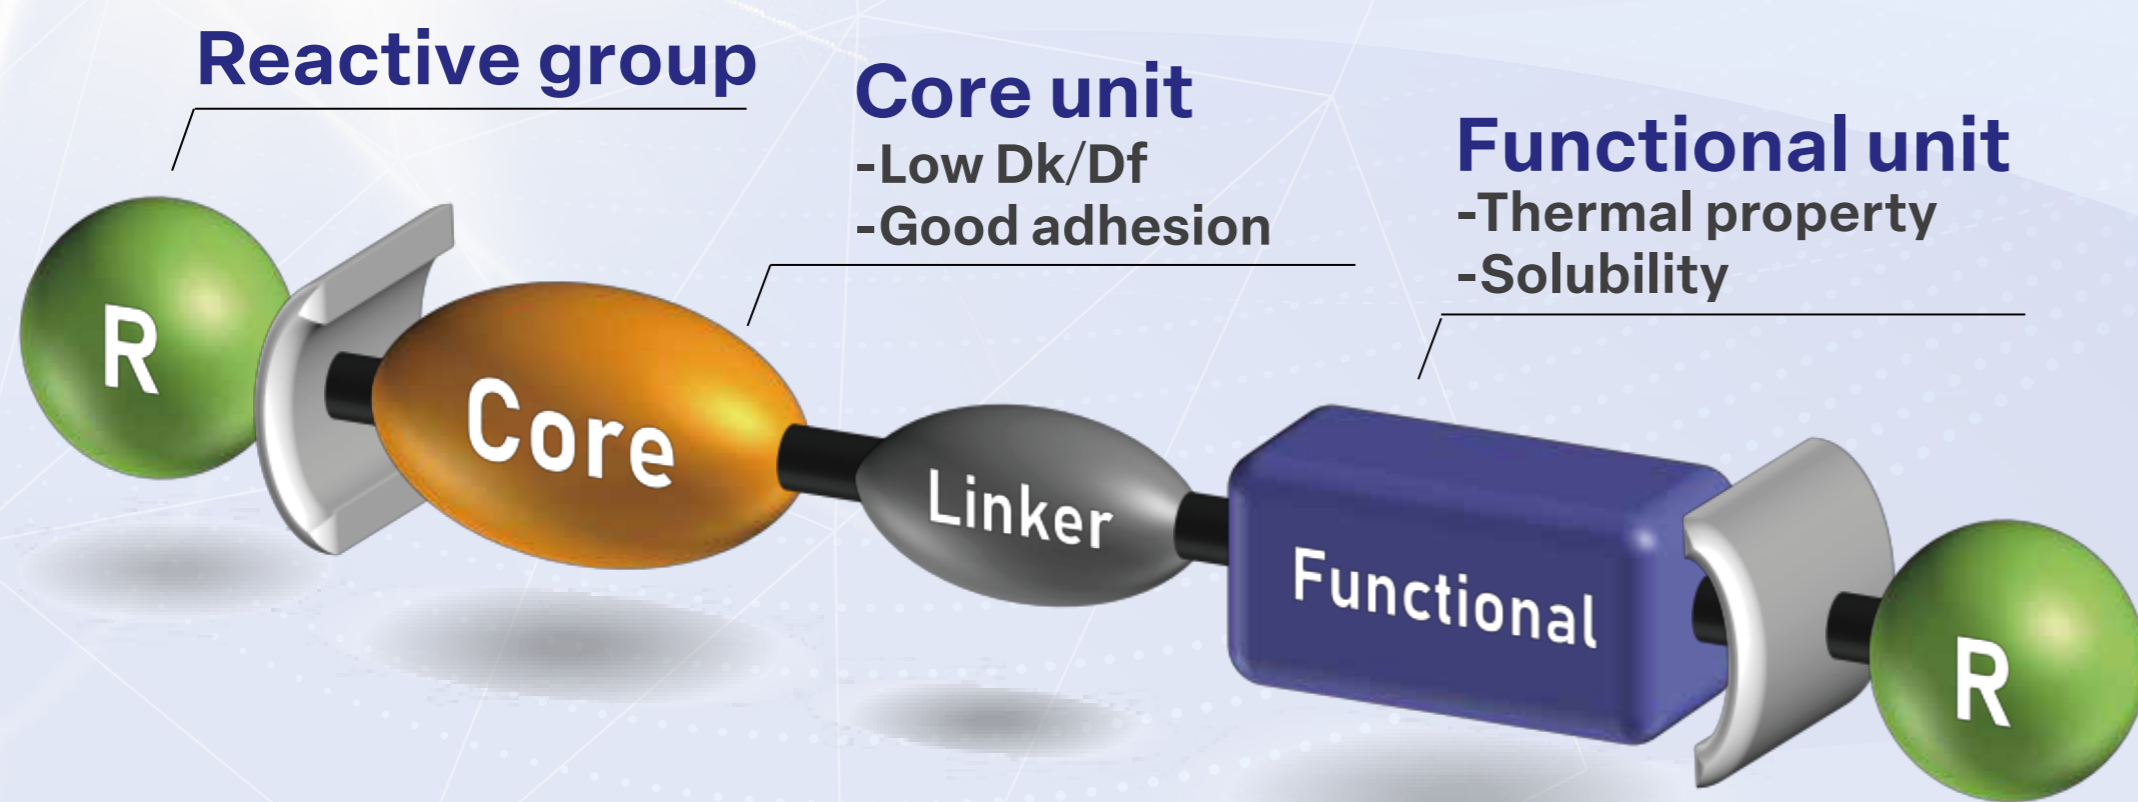 Reactive group
Core unit
-Low Dk/Df
-Good adhesion
Functional unit
-Thermal property
-Solubility
R
Core
Linker
Functional
R